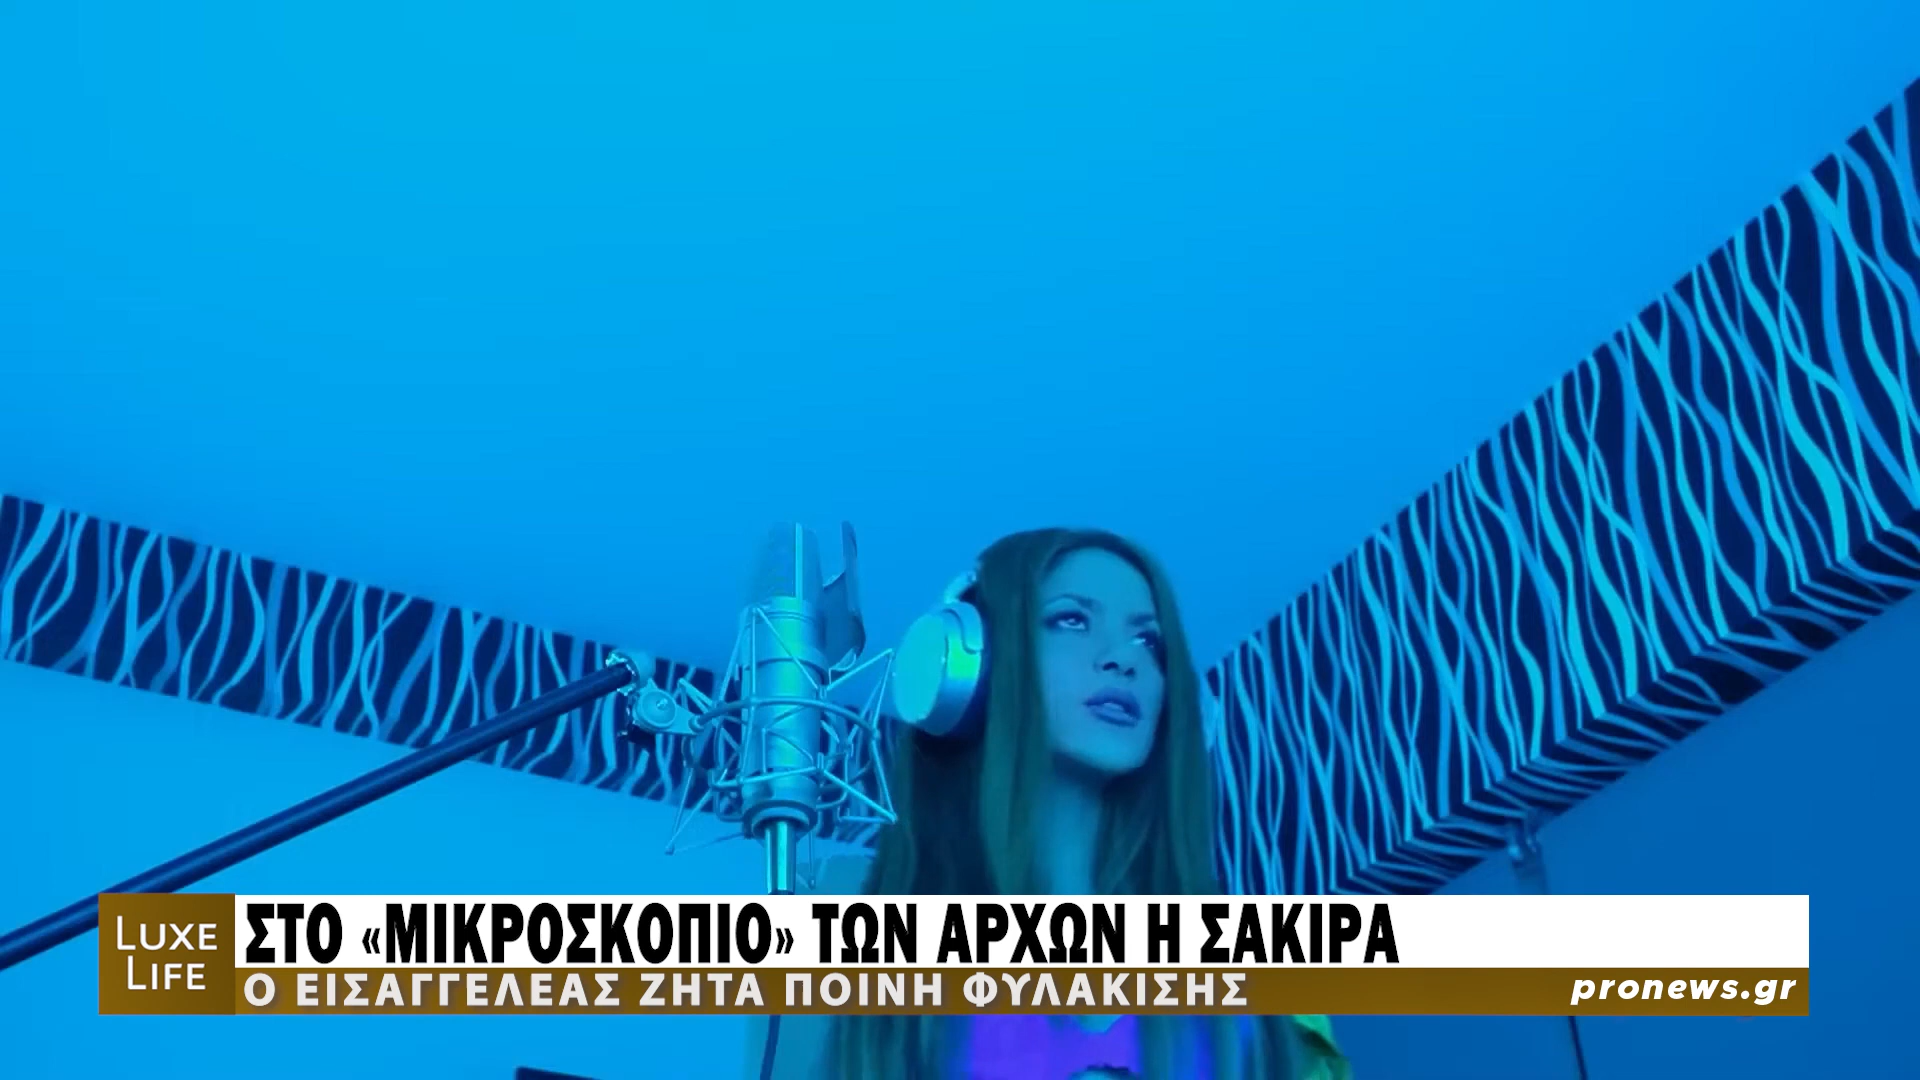 LUXE
LIFE
ΣΤΟ «ΜΙΚΡΟΣΚΟΠΙΟ» ΤΩΝ ΑΡΧΩΝ Η ΣΑΚΙΡΑ
Ο ΕΙΣΑΓΓΕΛΕΑΣ ΖΗΤΑ ΠΟΙΝΗ ΦΥΛΑΚΙΣΗΣ
pronews.gr